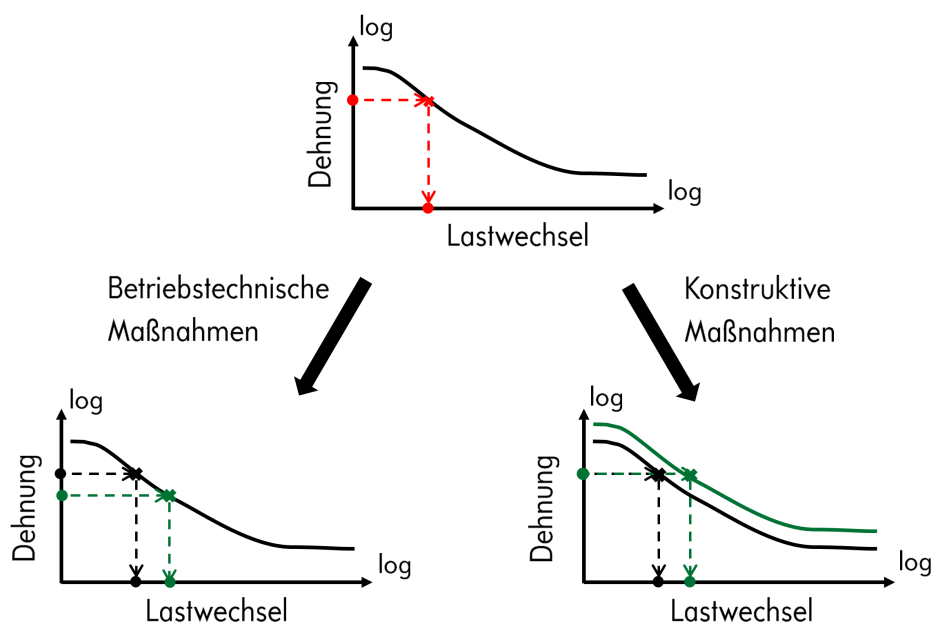 log
Dehnung
log
Lastwechsel
Betriebstechnische
Maßnahmen
Konstruktive
Maßnahmen
log
Dehnung
log
Lastwechsel
log
Dehnung
log
Lastwechsel